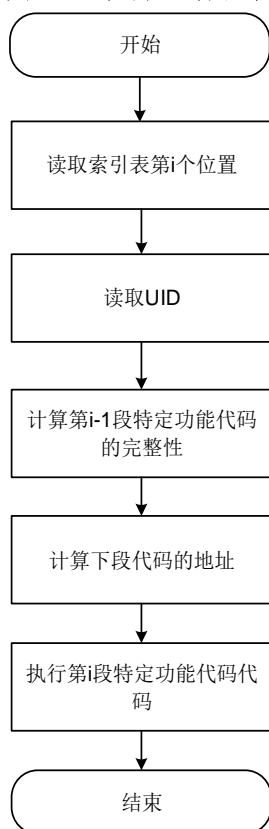 开始
读取索引表第i个位置
读取UID
计算第i-1段特定功能代码
的完整性
计算下段代码的地址
执行第i段特定功能代码代
码
结束